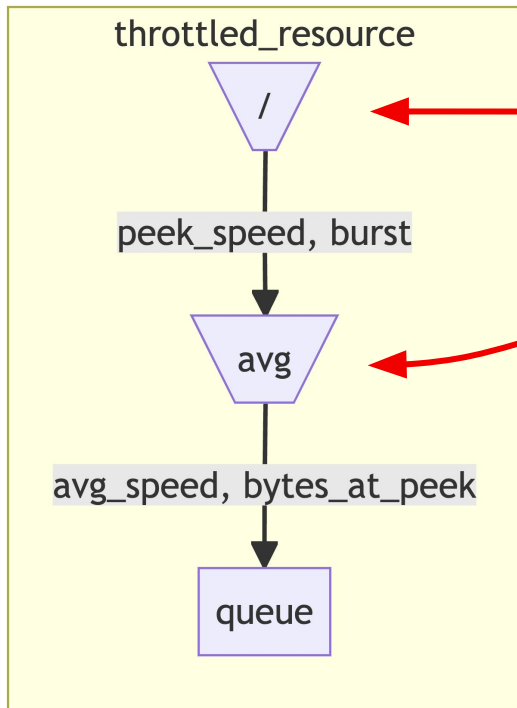 throttled_resource
/
peek_speed, burst
avg
avg_speed, bytes_at_peek
queue